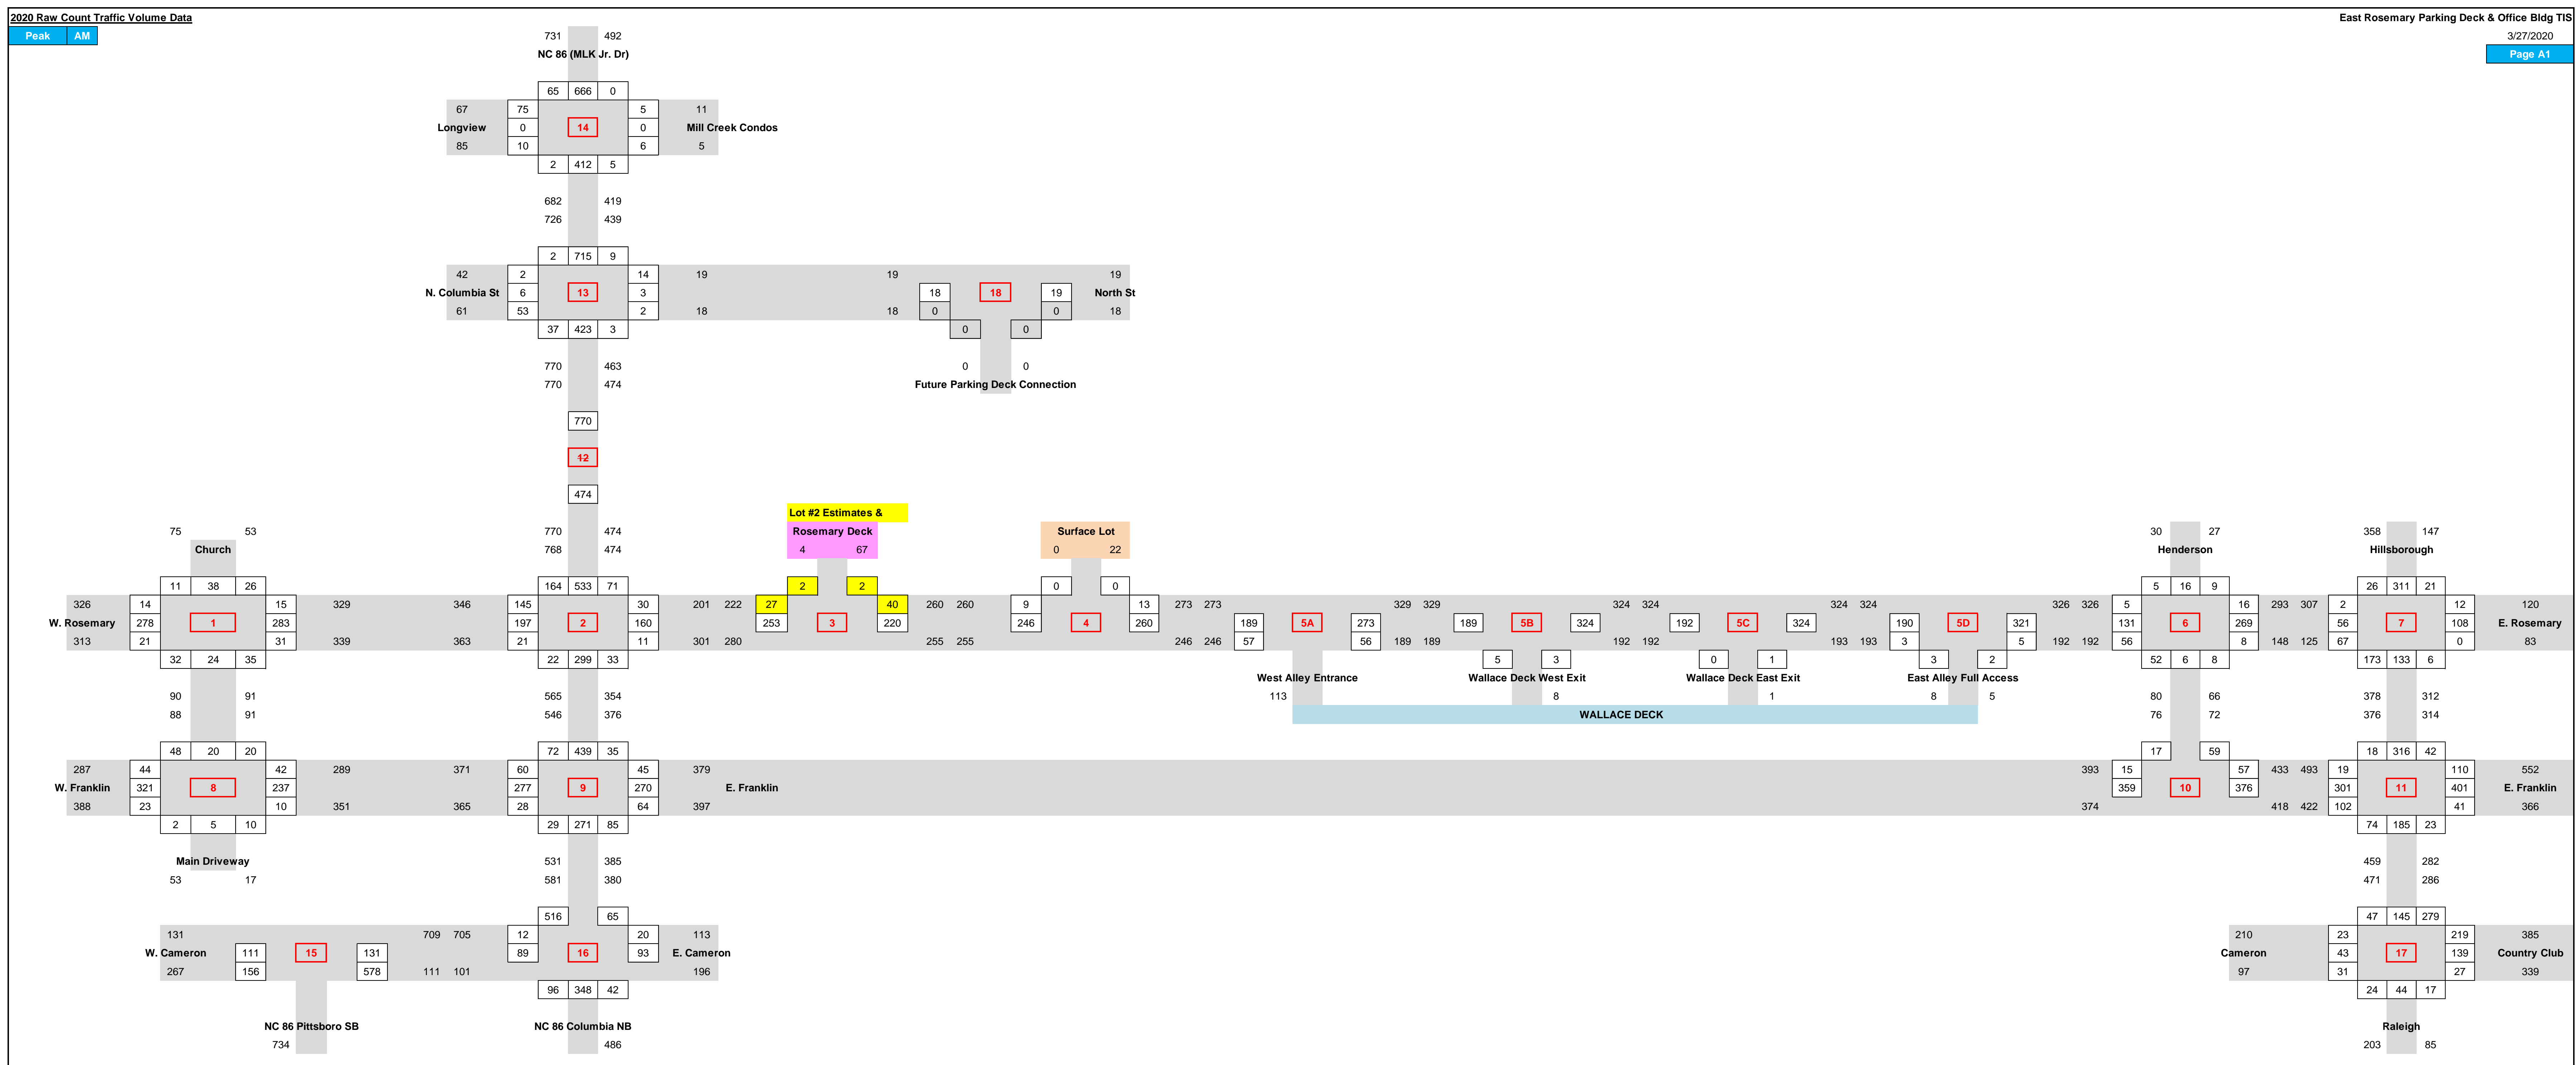 2020 Raw Count Traffic Volume Data East Rosemary Parking Deck & Office Bldg TIS
Peak AM 731 492 3/27/2020
NC 86 (MLK Jr. Dr) Page A1
65 666 0
67 75 5 11
Longview 0 14 0 Mill Creek Condos
85 10 6 5
2 412 5
682 419
726 439
2 715 9
42 2 14 19 19 19
N. Columbia St 6 13 3 18 18 19 North St
61 53 2 18 18 0 0 18
37 423 3 0 0
770 463 0 0
770 474 Future Parking Deck Connection
770
12
474
Lot #2 Estimates &
75 53 770 474 Rosemary Deck Surface Lot 30 27 358 147
Church 768 474 4 67 0 22 Henderson Hillsborough
11 38 26 164 533 71 2 2 0 0 5 16 9 26 311 21
326 14 15 329 346 145 30 201 222 27 40 260 260 9 13 273 273 329 329 324 324 324 324 326 326 5 16 293 307 2 12 120
W. Rosemary 278 1 283 197 2 160 253 3 220 246 4 260 189 5A 273 189 5B 324 192 5C 324 190 5D 321 131 6 269 56 7 108 E. Rosemary
313 21 31 339 363 21 11 301 280 255 255 246 246 57 56 189 189 192 192 193 193 3 5 192 192 56 8 148 125 67 0 83
32 24 35 22 299 33 5 3 0 1 3 2 52 6 8 173 133 6
West Alley Entrance Wallace Deck West Exit Wallace Deck East Exit East Alley Full Access
90 91 565 354 113 8 1 8 5 80 66 378 312
88 91 546 376 WALLACE DECK 76 72 376 314
48 20 20 72 439 35 17 59 18 316 42
287 44 42 289 371 60 45 379 393 15 57 433 493 19 110 552
W. Franklin 321 8 237 277 9 270 E. Franklin 359 10 376 301 11 401 E. Franklin
388 23 10 351 365 28 64 397 374 418 422 102 41 366
2 5 10 29 271 85 74 185 23
Main Driveway 531 385 459 282
53 17 581 380 471 286
516 65 47 145 279
131 709 705 12 20 113 210 23 219 385
W. Cameron 111 15 131 89 16 93 E. Cameron Cameron 43 17 139 Country Club
267 156 578 111 101 196 97 31 27 339
96 348 42 24 44 17
NC 86 Pittsboro SB NC 86 Columbia NB Raleigh
734 486 203 85